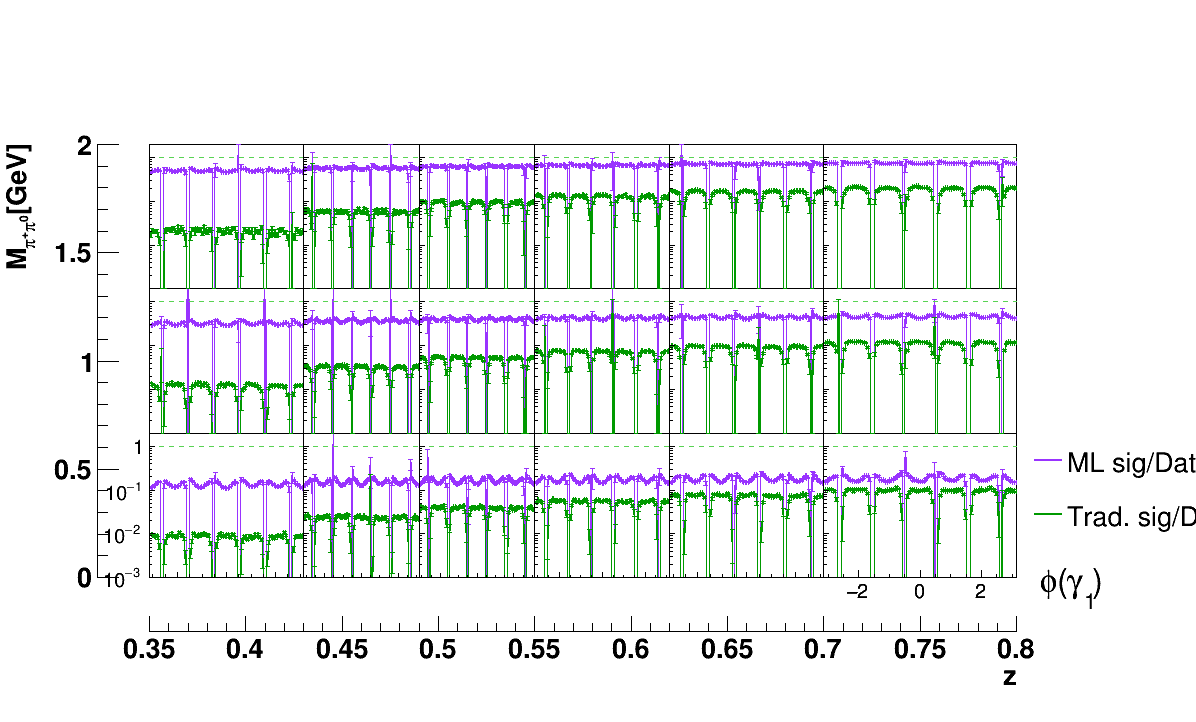 M_{π⁺π⁰} [GeV]
2
1.5
1
0.5
0
1
10⁻¹
10⁻²
10⁻³
ML sig/Dat
Trad. sig/D
−2 0 2
ϕ(γ₁)
0.35 0.4 0.45 0.5 0.55 0.6 0.65 0.7 0.75 0.8
z